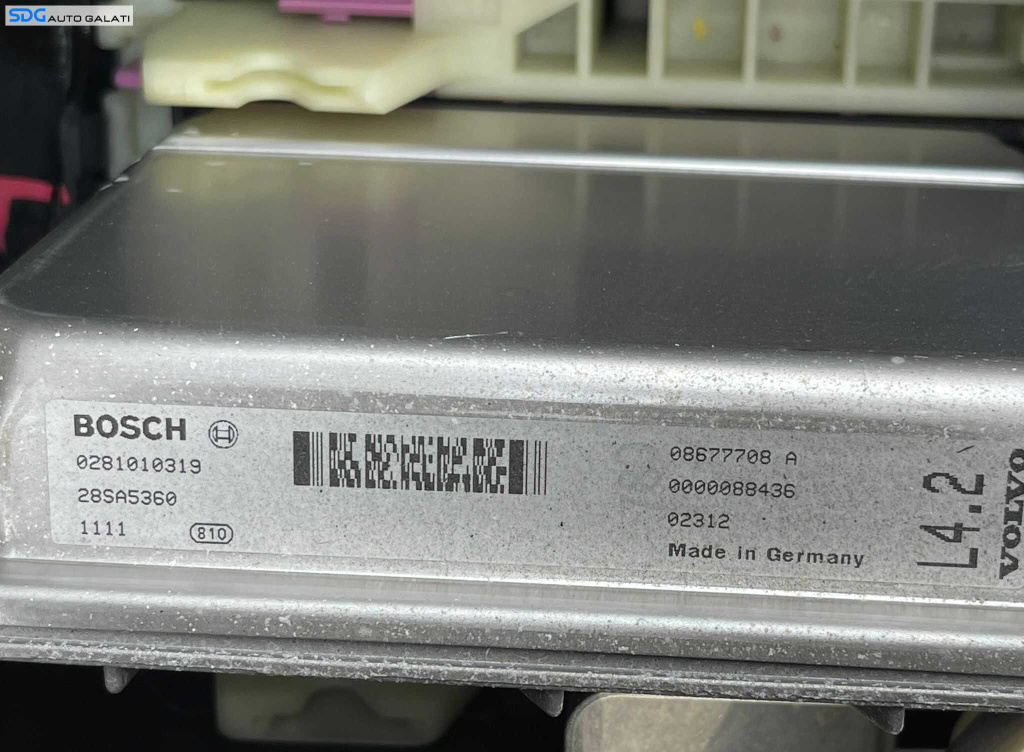 SDG AUTO GALATI
BOSCH
0281010319
28SA5360
1111
810
08677708 A
0000088436
02312
Made in Germany
L4.2
VOLVO